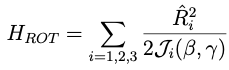 $H_{ROT} = \sum_{i=1,2,3} \frac{\hat{R}_i^2}{2\mathcal{J}_i(\beta, \gamma)}$